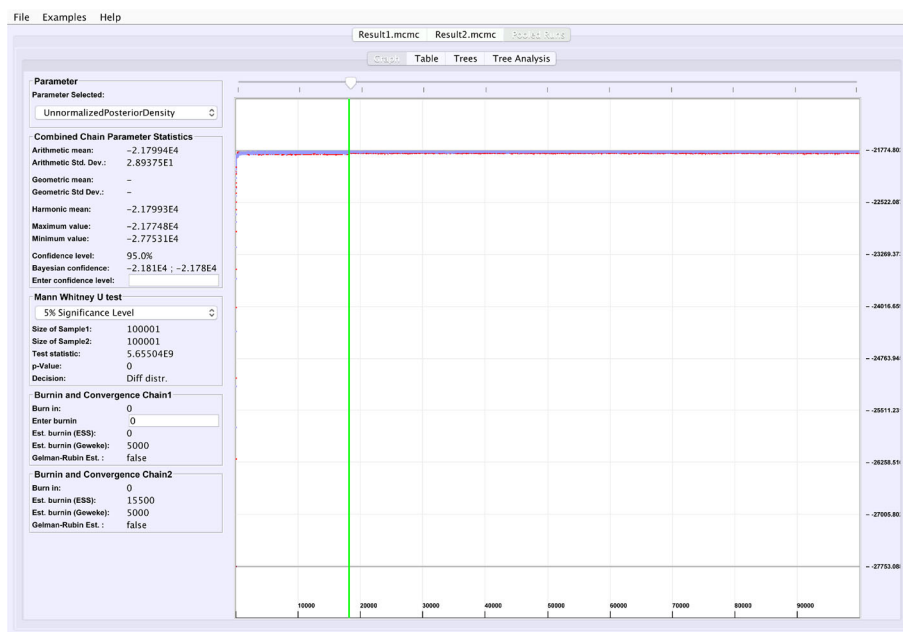 File Examples Help
Result1.mcmc Result2.mcmc Pooled Runs
Graph Table Trees Tree Analysis
Parameter
Parameter Selected:
UnnormalizedPosteriorDensity
Combined Chain Parameter Statistics
Arithmetic mean: -2.17994E4
Arithmetic Std. Dev.: 2.89375E1
Geometric mean: -
Geometric Std Dev.: -
Harmonic mean: -2.17993E4
Maximum value: -2.17748E4
Minimum value: -2.77531E4
Confidence level: 95.0%
Bayesian confidence: -2.181E4 ; -2.178E4
Enter confidence level:
Mann Whitney U test
5% Significance Level
Size of Sample1: 100001
Size of Sample2: 100001
Test statistic: 5.65504E9
p-Value: 0
Decision: Diff distr.
Burnin and Convergence Chain1
Burn in: 0
Enter burnin 0
Est. burnin (ESS): 0
Est. burnin (Geweke): 5000
Gelman-Rubin Est. : false
Burnin and Convergence Chain2
Burn in: 0
Est. burnin (ESS): 15500
Est. burnin (Geweke): 5000
Gelman-Rubin Est. : false
-21774.80
-22522.08
-23269.37
-24016.65
-24763.94
-25511.23
-26258.51
-27005.80
-27753.08
10000 20000 30000 40000 50000 60000 70000 80000 90000